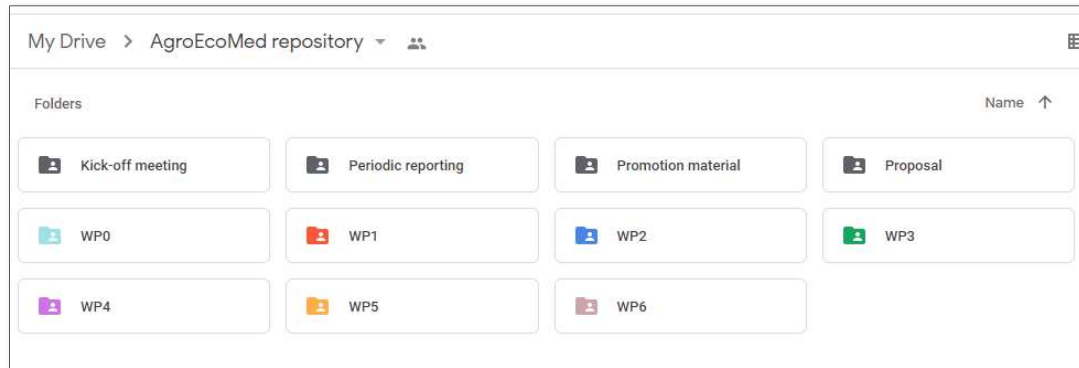 My Drive > AgroEcoMed repository
Folders Name ↑
Kick-off meeting Periodic reporting Promotion material Proposal
WP0 WP1 WP2 WP3
WP4 WP5 WP6